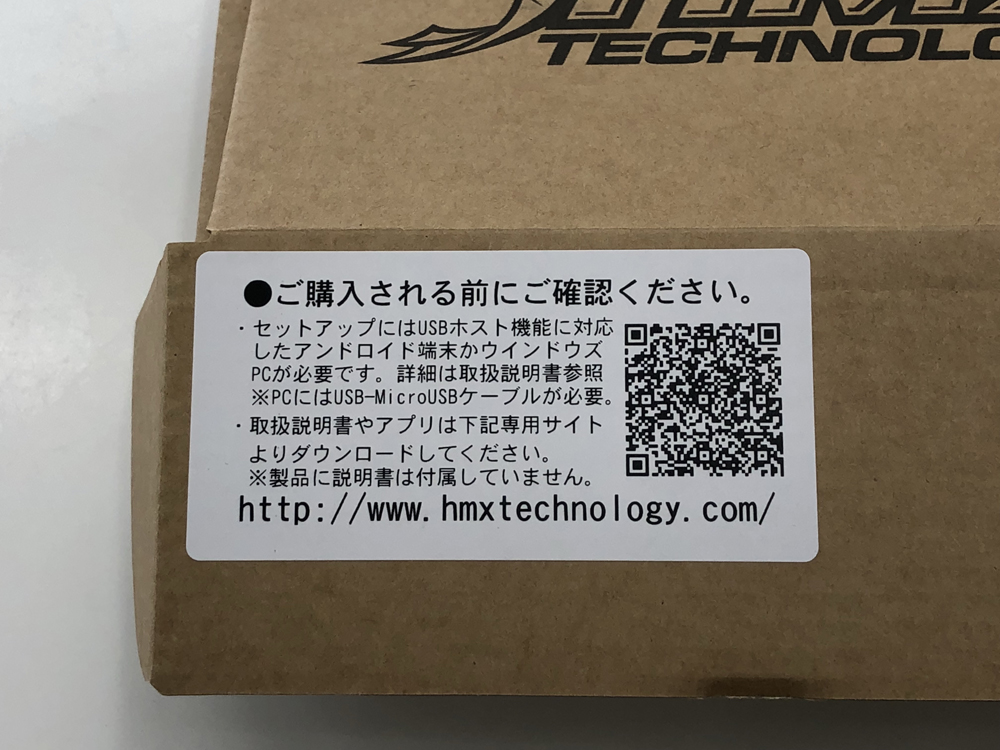 TECHNOLO
●ご購入される前にご確認ください。
・セットアップにはUSBホスト機能に対応
したアンドロイド端末かウインドウズ
PCが必要です。詳細は取扱説明書参照
※PCにはUSB-MicroUSBケーブルが必要。
・取扱説明書やアプリは下記専用サイト
よりダウンロードしてください。
※製品に説明書は付属していません。
http://www.hmxtechnology.com/